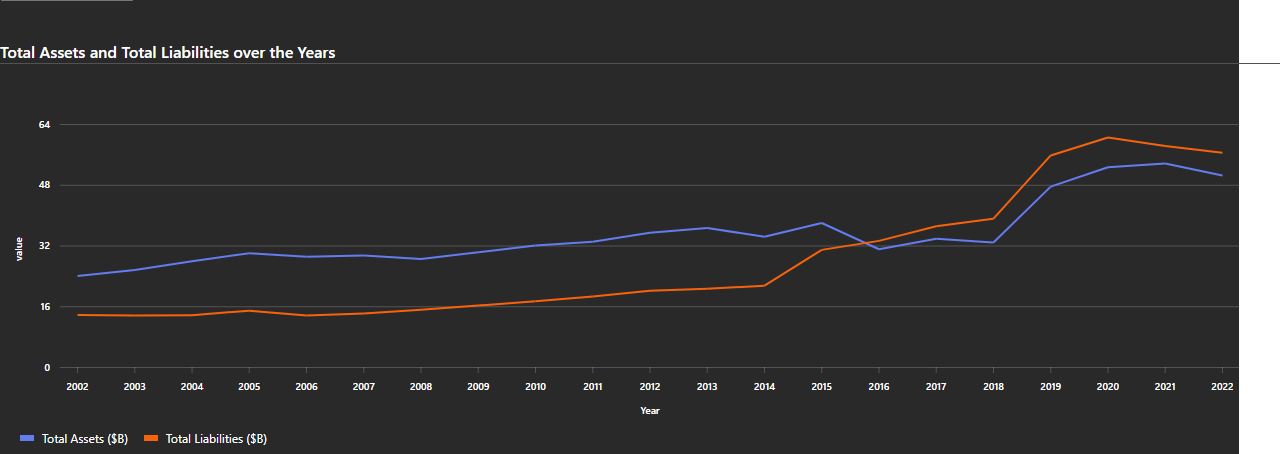 Total Assets and Total Liabilities over the Years
64
48
32
16
0
value
2002 2003 2004 2005 2006 2007 2008 2009 2010 2011 2012 2013 2014 2015 2016 2017 2018 2019 2020 2021 2022
Year
Total Assets ($B) Total Liabilities ($B)